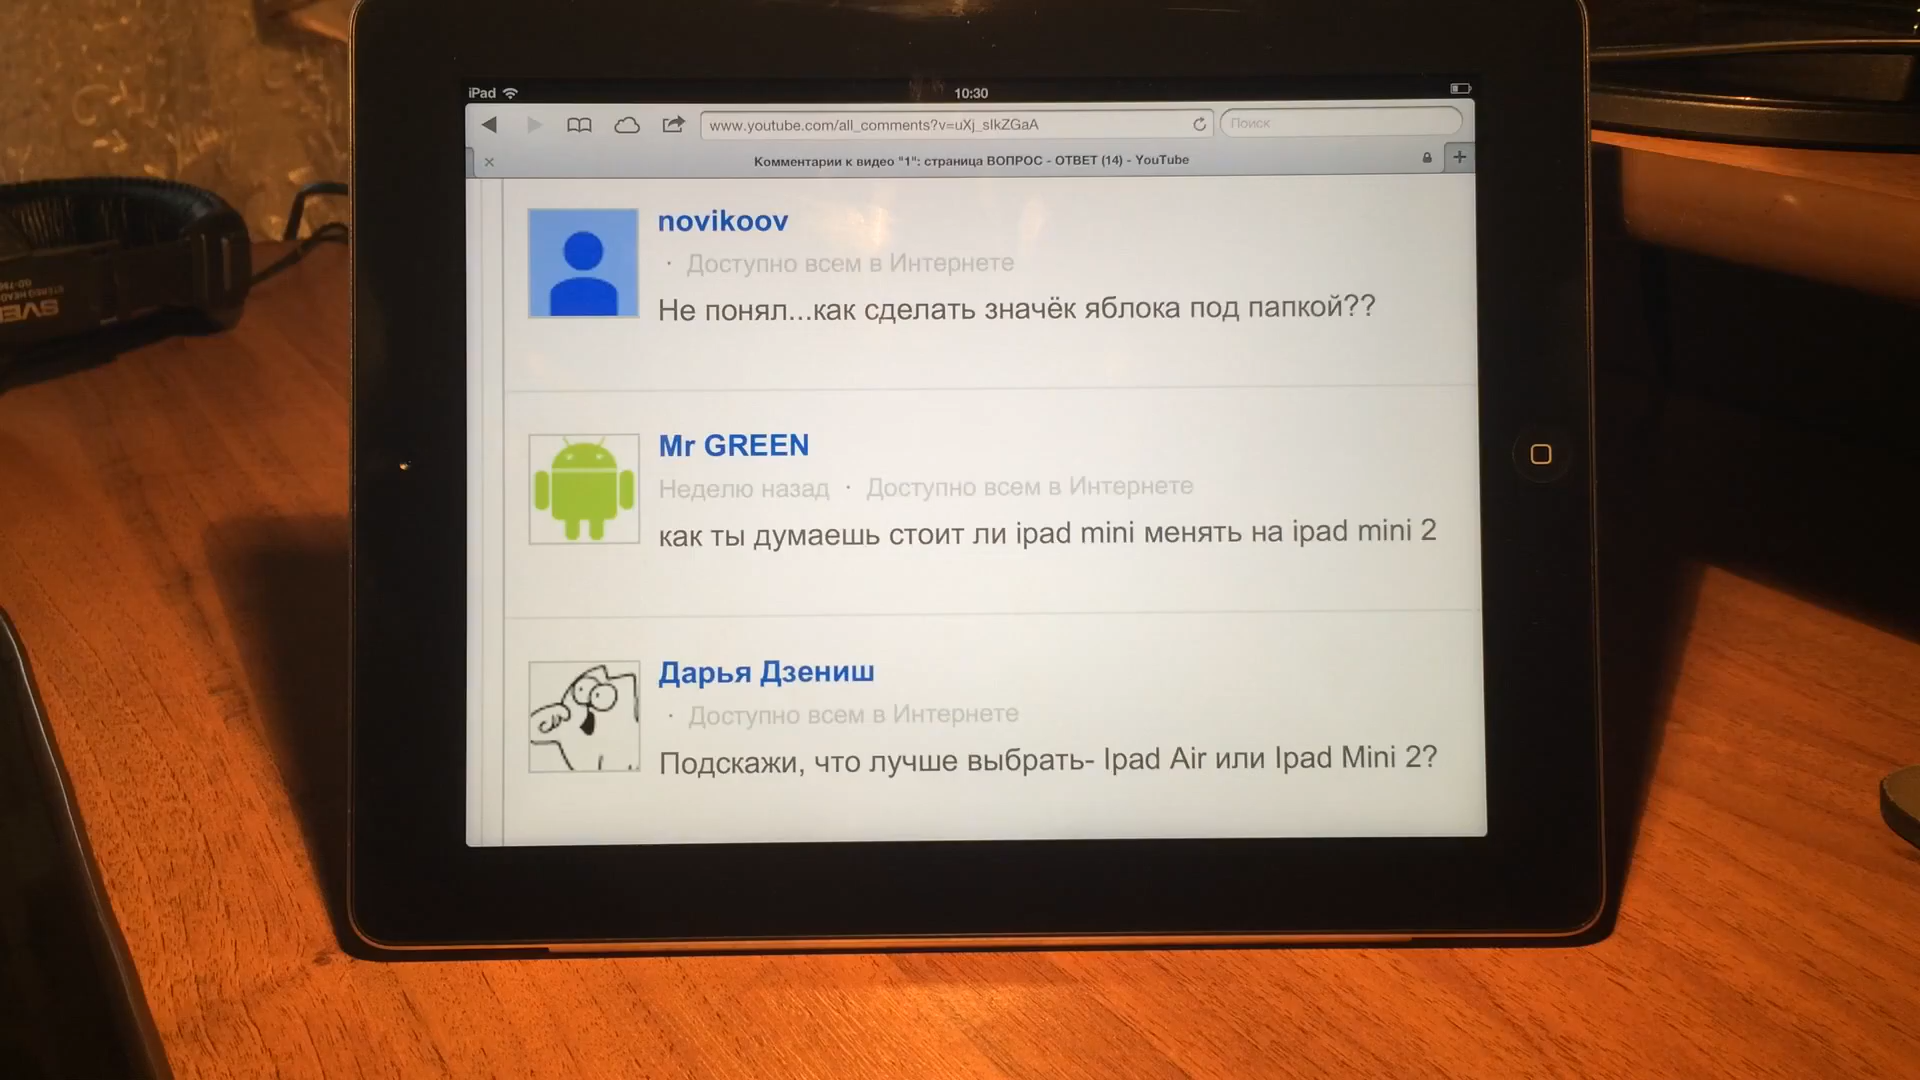 iPad 10:30
www.youtube.com/all_comments?v=uXj_slkZGaA Поиск
Комментарии к видео "1": страница ВОПРОС - ОТВЕТ (14) - YouTube
novikoov
· Доступно всем в Интернете
Не понял...как сделать значёк яблока под папкой??
Mr GREEN
Неделю назад · Доступно всем в Интернете
как ты думаешь стоит ли ipad mini менять на ipad mini 2
Дарья Дзениш
· Доступно всем в Интернете
Подскажи, что лучше выбрать- Ipad Air или Ipad Mini 2?
SVEN